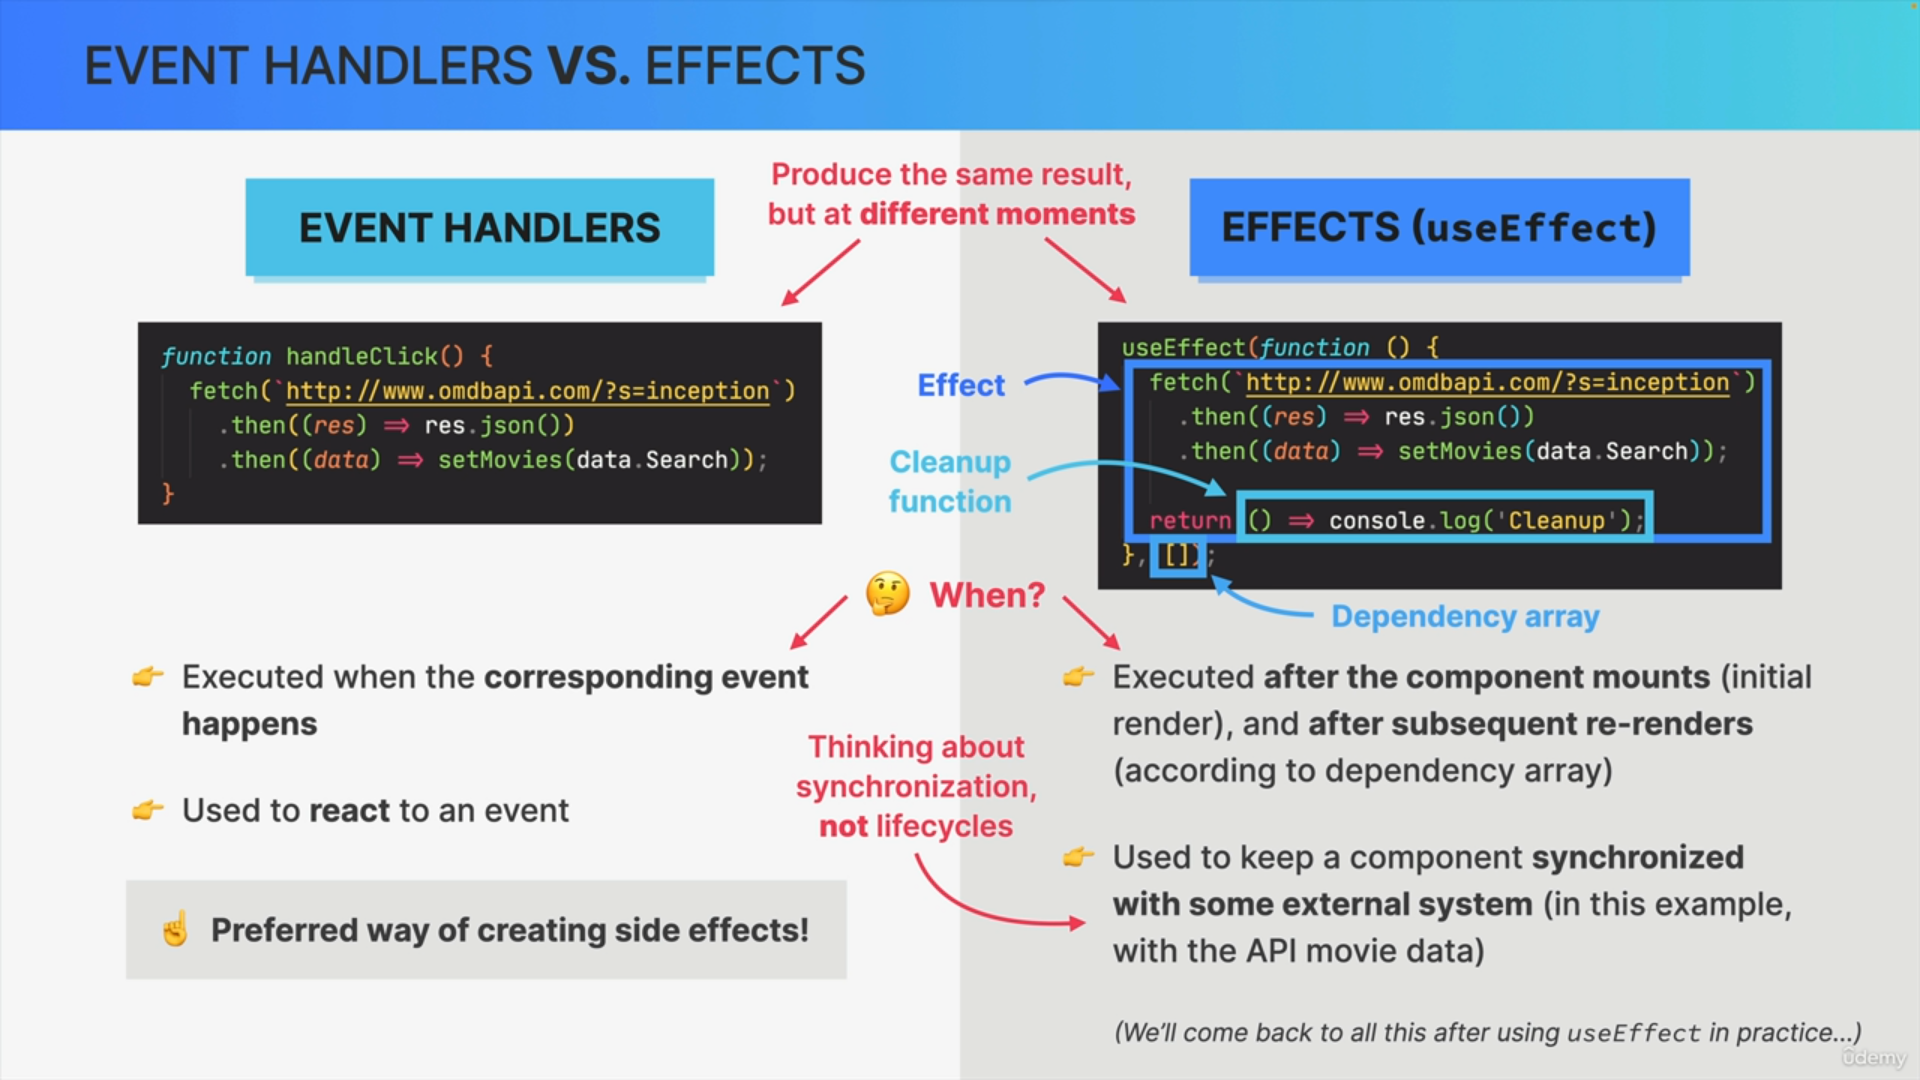 EVENT HANDLERS VS. EFFECTS
Produce the same result,
but at different moments
EVENT HANDLERS
function handleClick() {
fetch(`http://www.omdbapi.com/?s=inception`)
.then((res) => res.json())
.then((data) => setMovies(data.Search));
}
EFFECTS (useEffect)
useEffect(function () {
fetch(`http://www.omdbapi.com/?s=inception`)
.then((res) => res.json())
.then((data) => setMovies(data.Search));
return () => console.log('Cleanup');
}, []);
Effect
Cleanup
function
Dependency array
🤔 When?
👉 Executed when the corresponding event
happens
👉 Used to react to an event
☝️ Preferred way of creating side effects!
Thinking about
synchronization,
not lifecycles
👉 Executed after the component mounts (initial
render), and after subsequent re-renders
(according to dependency array)
👉 Used to keep a component synchronized
with some external system (in this example,
with the API movie data)
(We'll come back to all this after using useEffect in practice...)
ûdemy